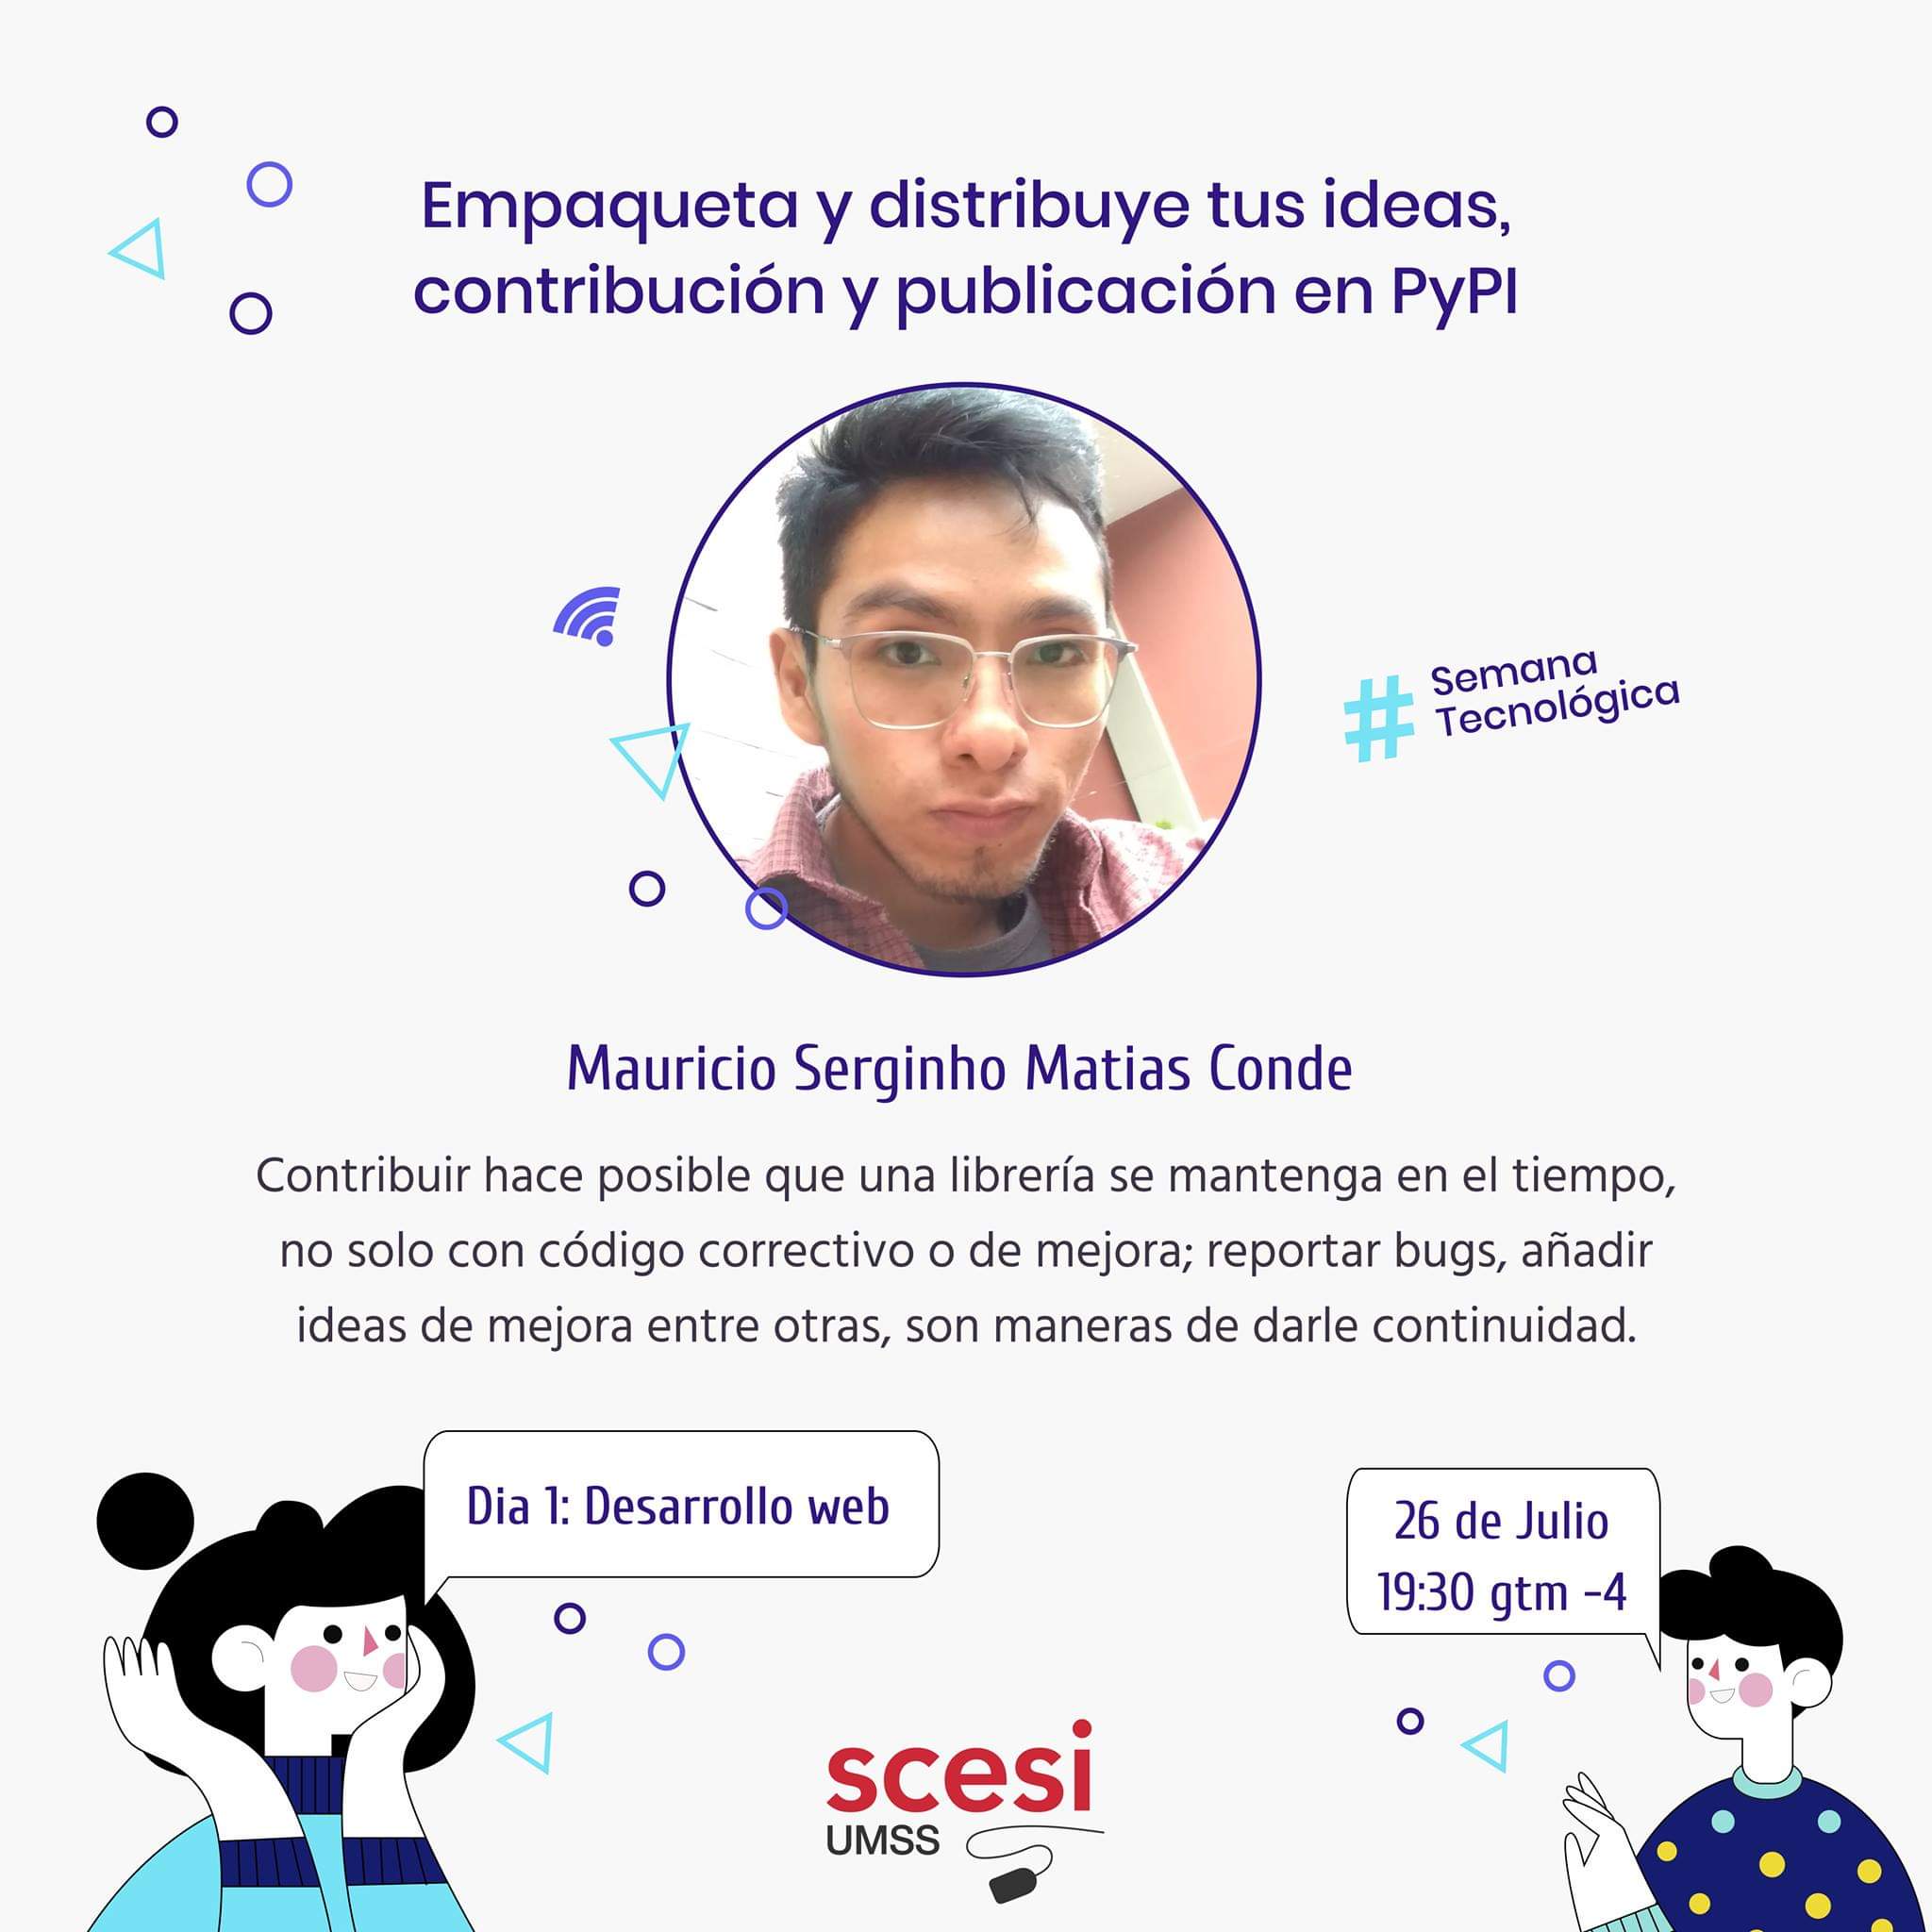 Empaqueta y distribuye tus ideas,
contribución y publicación en PyPI
# Semana
Tecnológica
Mauricio Serginho Matias Conde
Contribuir hace posible que una librería se mantenga en el tiempo,
no solo con código correctivo o de mejora; reportar bugs, añadir
ideas de mejora entre otras, son maneras de darle continuidad.
Dia 1: Desarrollo web
26 de Julio
19:30 gtm -4
scesi
UMSS